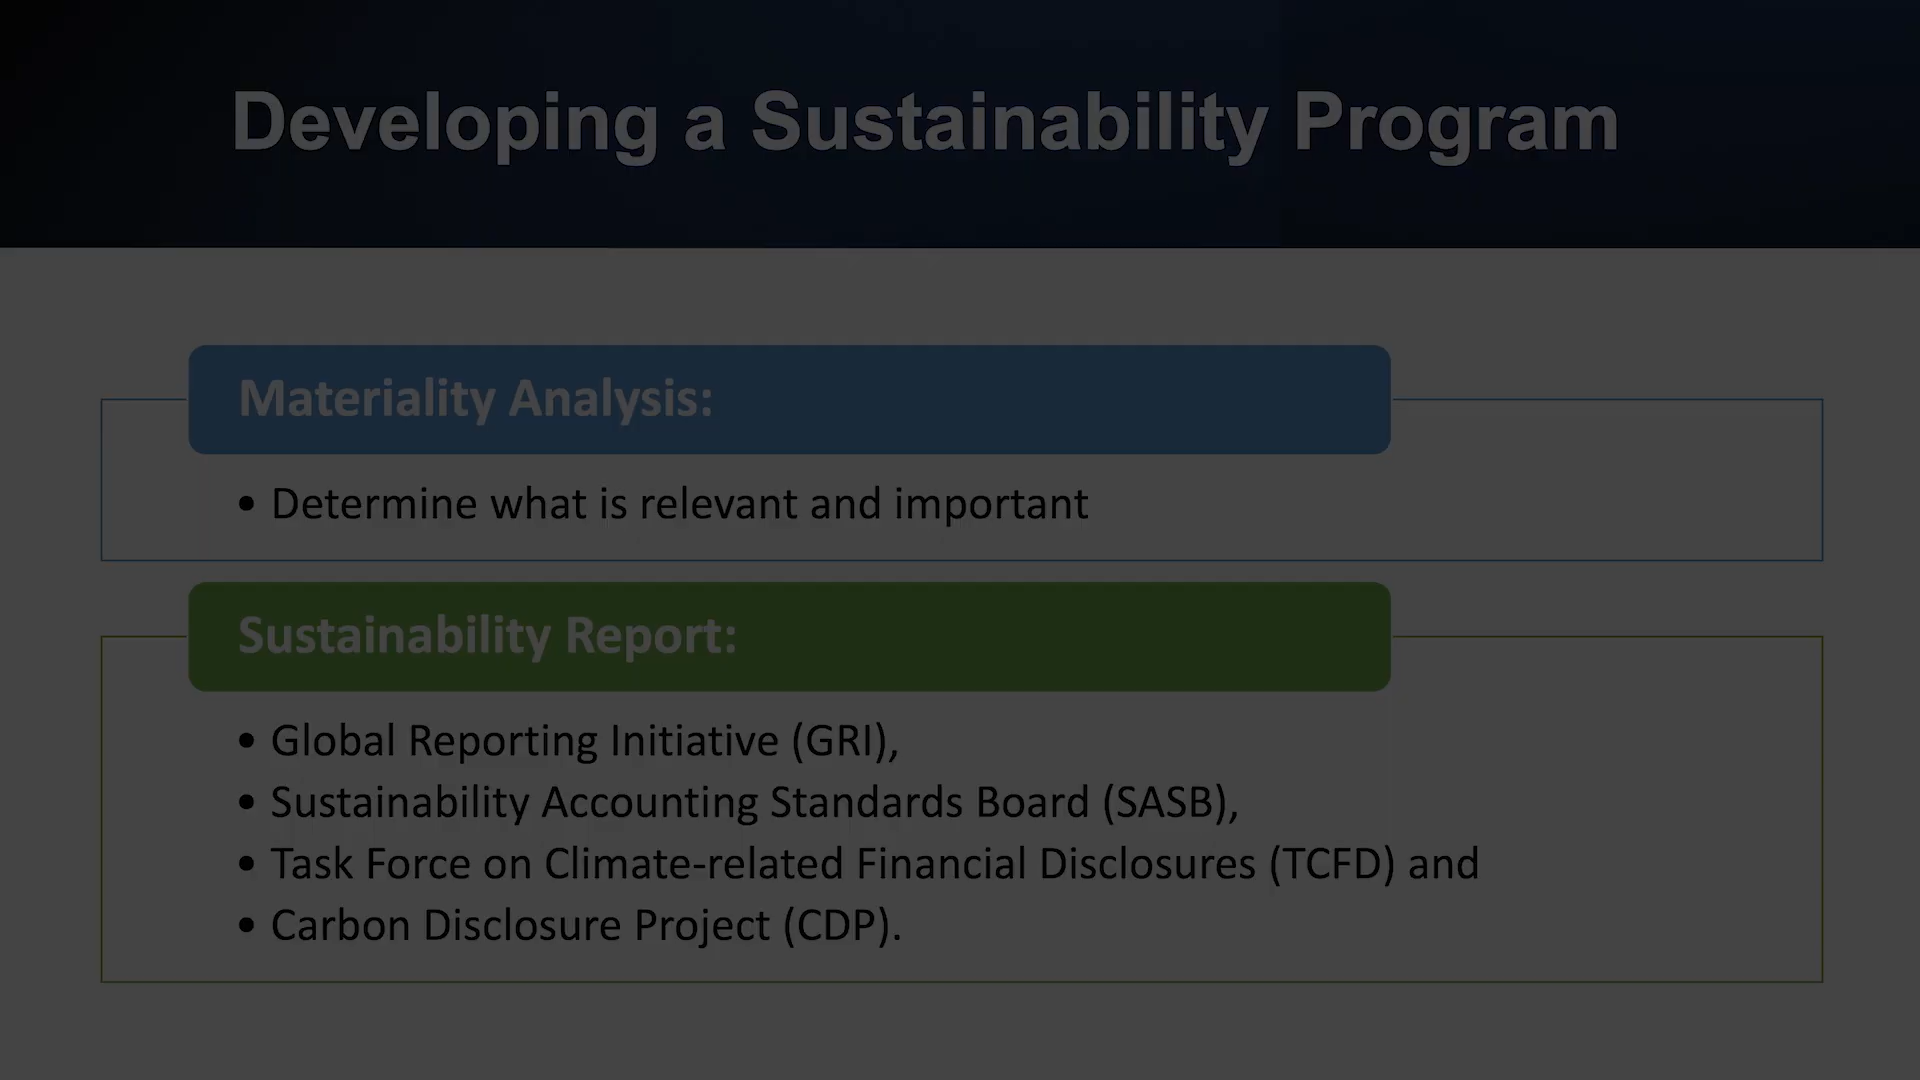 Developing a Sustainability Program
Materiality Analysis:
• Determine what is relevant and important
Sustainability Report:
• Global Reporting Initiative (GRI),
• Sustainability Accounting Standards Board (SASB),
• Task Force on Climate-related Financial Disclosures (TCFD) and
• Carbon Disclosure Project (CDP).